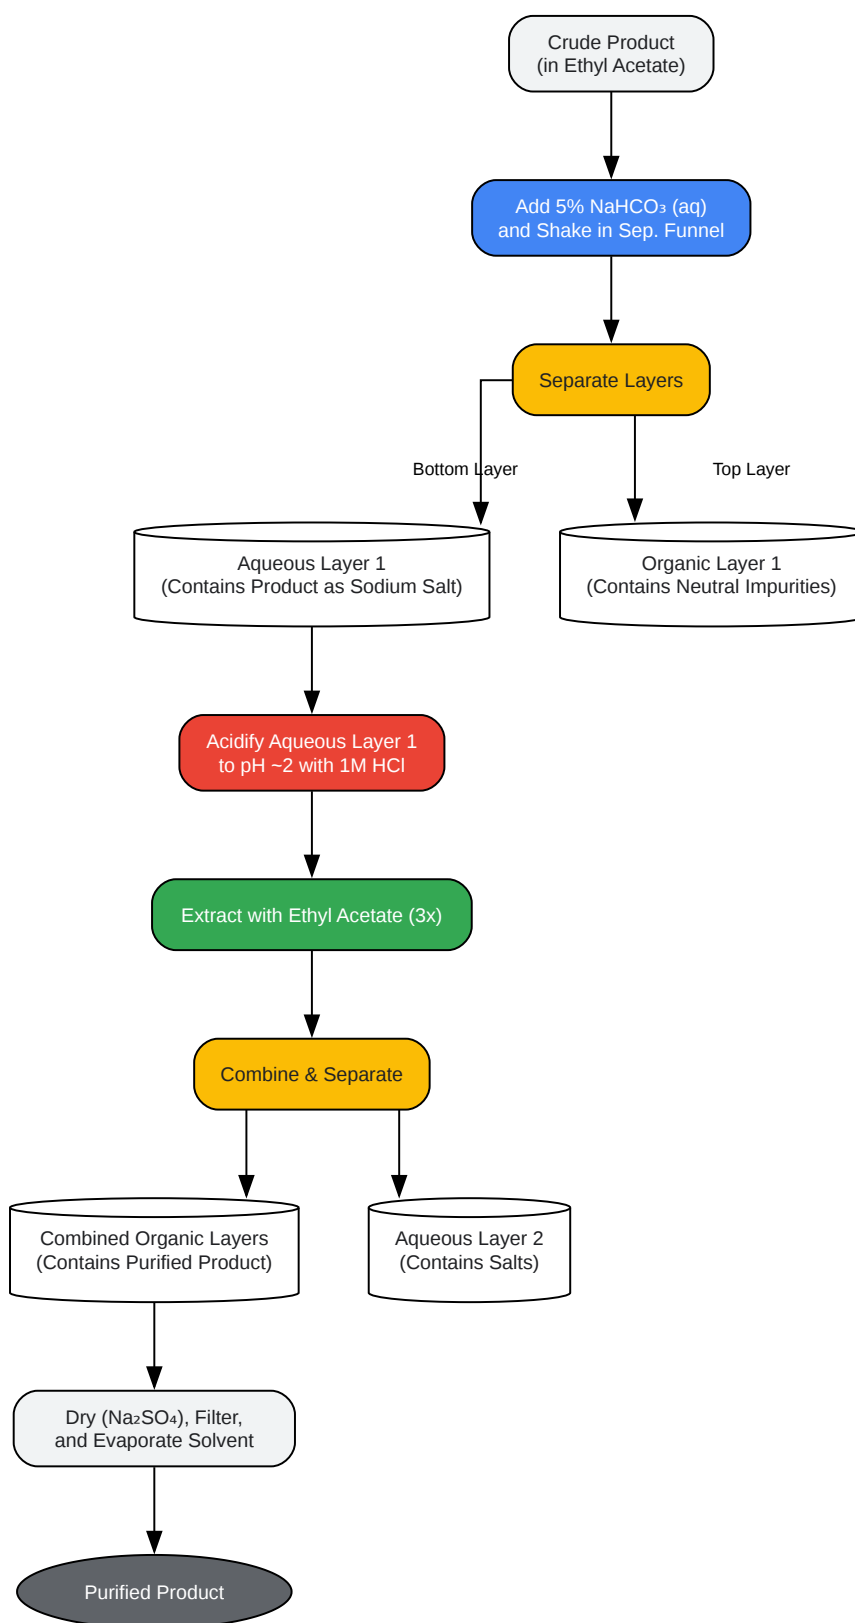 Crude Product
(in Ethyl Acetate)
Add 5% NaHCO₃ (aq)
and Shake in Sep. Funnel
Separate Layers
Bottom Layer
Top Layer
Aqueous Layer 1
(Contains Product as Sodium Salt)
Organic Layer 1
(Contains Neutral Impurities)
Acidify Aqueous Layer 1
to pH ~2 with 1M HCl
Extract with Ethyl Acetate (3x)
Combine & Separate
Combined Organic Layers
(Contains Purified Product)
Aqueous Layer 2
(Contains Salts)
Dry (Na₂SO₄), Filter,
and Evaporate Solvent
Purified Product